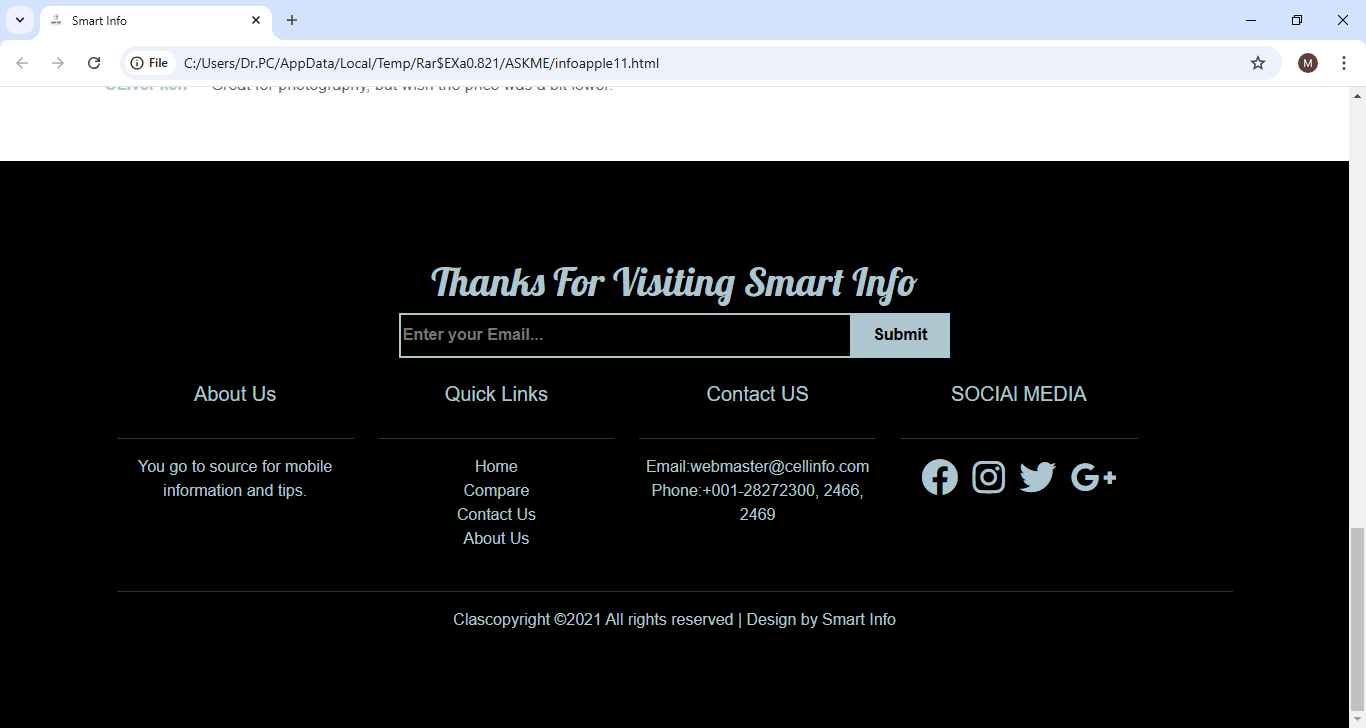 Smart Info
File
C:/Users/Dr.PC/AppData/Local/Temp/Rar$EXa0.821/ASKME/infoapple11.html
M
Great for photography, but wish the price was a bit lower.
Thanks For Visiting Smart Info
Enter your Email...
Submit
About Us
You go to source for mobile
information and tips.
Quick Links
Home
Compare
Contact Us
About Us
Contact US
Email:webmaster@cellinfo.com
Phone:+001-28272300, 2466,
2469
SOCIAl MEDIA
Clascopyright ©2021 All rights reserved | Design by Smart Info